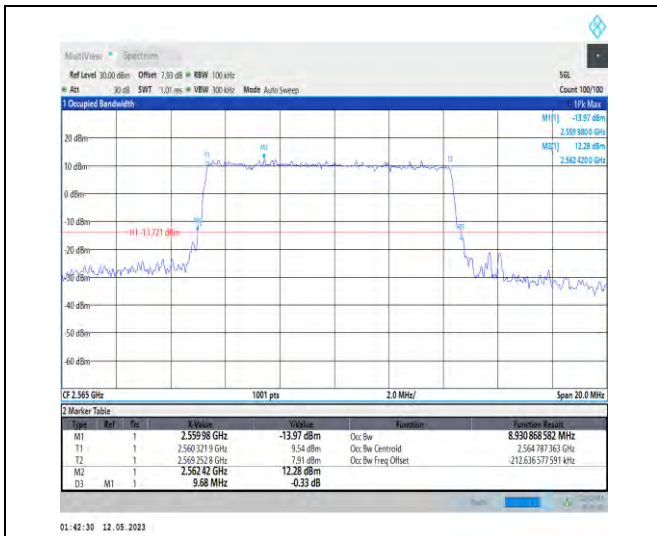 MultiView Spectrum
Ref Level 30.00 dBm Offset 7.93 dB RBW 100 kHz SGL
Att 30 dB SWT 1.01 ms VBW 300 kHz Mode Auto Sweep Count 100/100
1 Occupied Bandwidth 1Pk Max
M1[1] -13.97 dBm
2.559 980 0 GHz
M2[1] 12.28 dBm
2.562 420 0 GHz
20 dBm
T1 M2 T2
10 dBm
0 dBm
-10 dBm
M1 D3
H1 -13.721 dBm
-20 dBm
-30 dBm
-40 dBm
-50 dBm
-60 dBm
CF 2.565 GHz 1001 pts 2.0 MHz/ Span 20.0 MHz
2 Marker Table
Type Ref Trc X-Value Y-Value Function Function Result
M1 1 2.559 98 GHz -13.97 dBm Occ Bw 8.930 868 582 MHz
T1 1 2.560 321 9 GHz 9.54 dBm Occ Bw Centroid 2.564 787 363 GHz
T2 1 2.569 252 8 GHz 7.91 dBm Occ Bw Freq Offset -212.636 577 591 kHz
M2 1 2.562 42 GHz 12.28 dBm
D3 M1 1 9.68 MHz -0.33 dB
01:42:30 12.05.2023